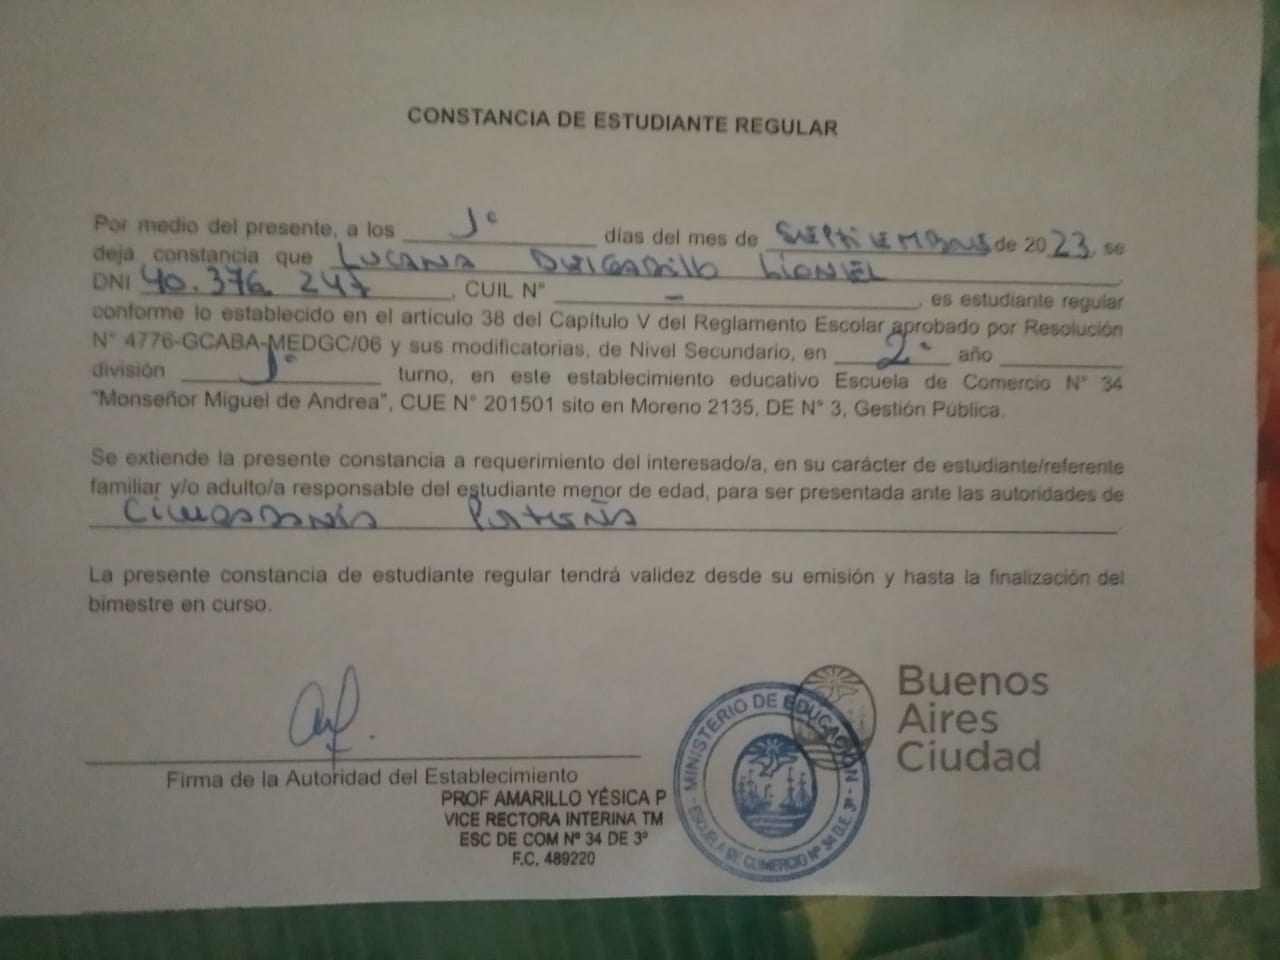 CONSTANCIA DE ESTUDIANTE REGULAR
Por medio del presente, a los 1° días del mes de Septiembre de 2023, se
deja constancia que Lucana Delgadillo Lionel,
DNI 40.376 247, CUIL N° -, es estudiante regular
conforme lo establecido en el artículo 38 del Capítulo V del Reglamento Escolar aprobado por Resolución
N° 4776-GCABA-MEDGC/06 y sus modificatorias, de Nivel Secundario, en 2° año
división 1° turno, en este establecimiento educativo Escuela de Comercio N° 34
"Monseñor Miguel de Andrea", CUE N° 201501 sito en Moreno 2135, DE N° 3, Gestión Pública.
Se extiende la presente constancia a requerimiento del interesado/a, en su carácter de estudiante/referente
familiar y/o adulto/a responsable del estudiante menor de edad, para ser presentada ante las autoridades de
Ciudadanía Porteña
La presente constancia de estudiante regular tendrá validez desde su emisión y hasta la finalización del
bimestre en curso.
Firma de la Autoridad del Establecimiento
PROF AMARILLO YÉSICA P
VICE RECTORA INTERINA TM
ESC DE COM Nº 34 DE 3º
F.C. 489220
MINISTERIO DE EDUCACIÓN
- ESCUELA DE COMERCIO Nº 34 D.E. 3º -
Buenos
Aires
Ciudad